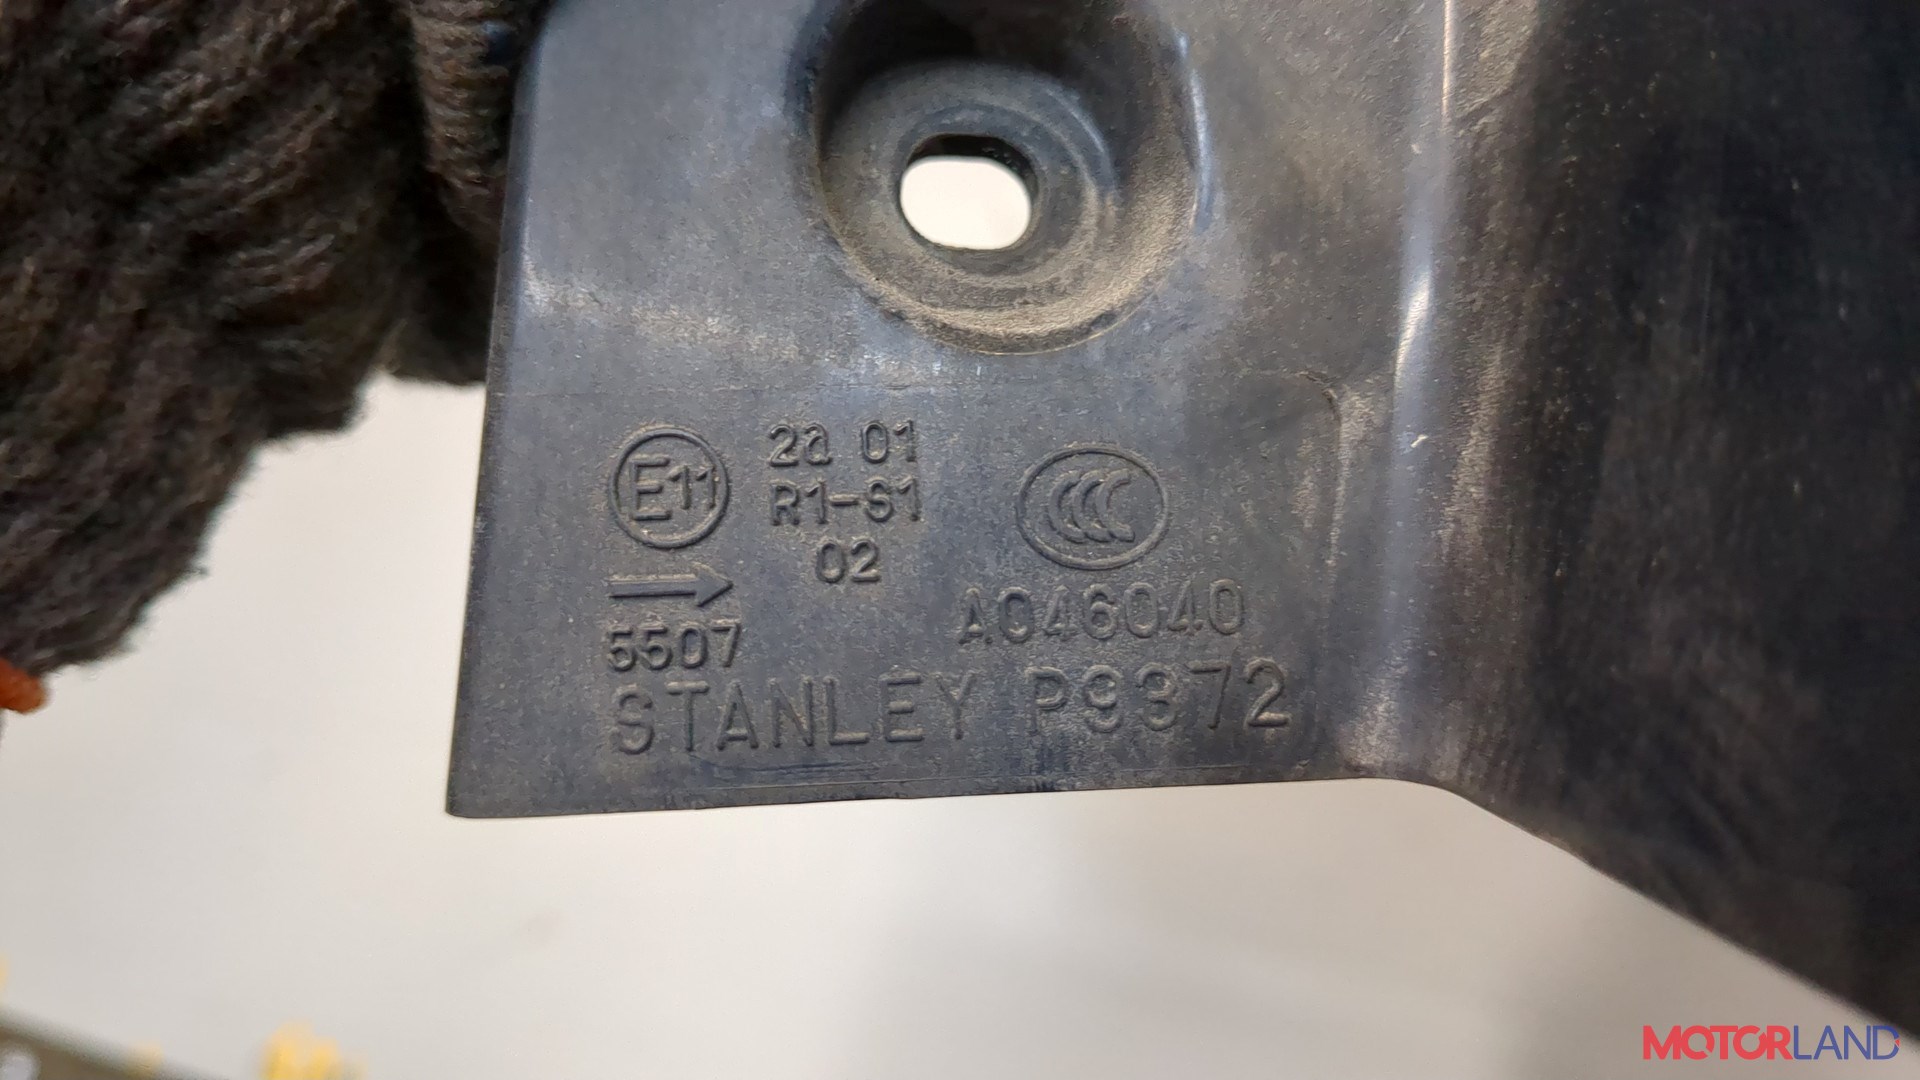 E11
2a 01
R1-S1
02
5507
CCC
A046040
STANLEY P9372
MOTORLAND